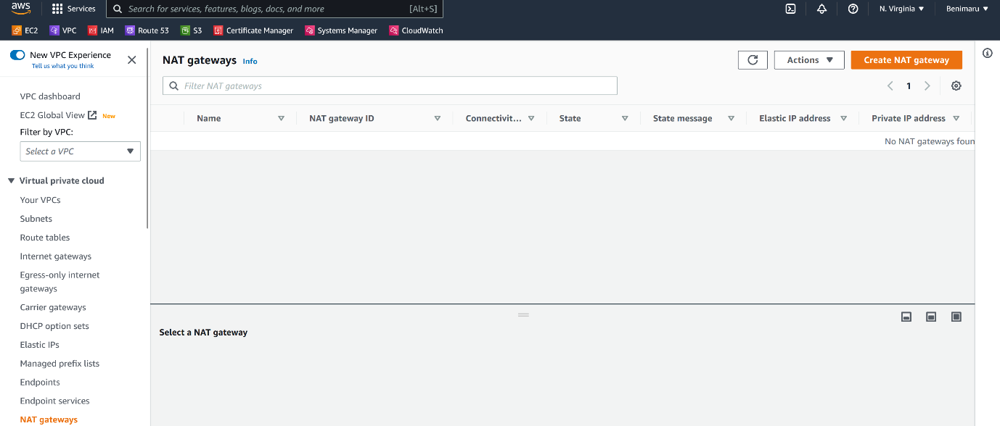 aws
Services
Search for services, features, blogs, docs, and more
[Alt+S]
N. Virginia
Benimaru
EC2
VPC
IAM
Route 53
S3
Certificate Manager
Systems Manager
CloudWatch
New VPC Experience
Tell us what you think
VPC dashboard
EC2 Global View
New
Filter by VPC:
Select a VPC
Virtual private cloud
Your VPCs
Subnets
Route tables
Internet gateways
Egress-only internet
gateways
Carrier gateways
DHCP option sets
Elastic IPs
Managed prefix lists
Endpoints
Endpoint services
NAT gateways
NAT gateways
Info
Actions
Create NAT gateway
Filter NAT gateways
1
Name
NAT gateway ID
Connectivit...
State
State message
Elastic IP address
Private IP address
No NAT gateways foun
Select a NAT gateway